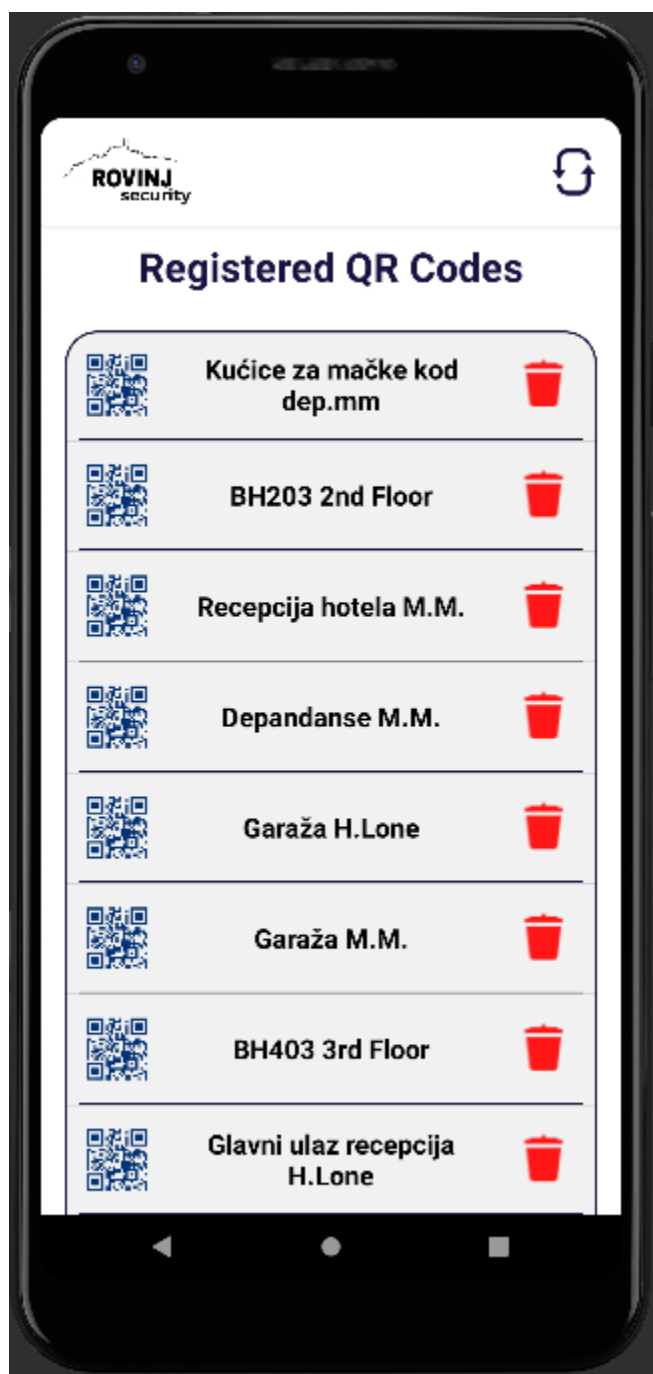 ROVINJ
security
Registered QR Codes
Kućice za mačke kod
dep.mm
BH203 2nd Floor
Recepcija hotela M.M.
Depandanse M.M.
Garaža H.Lone
Garaža M.M.
BH403 3rd Floor
Glavni ulaz recepcija
H.Lone